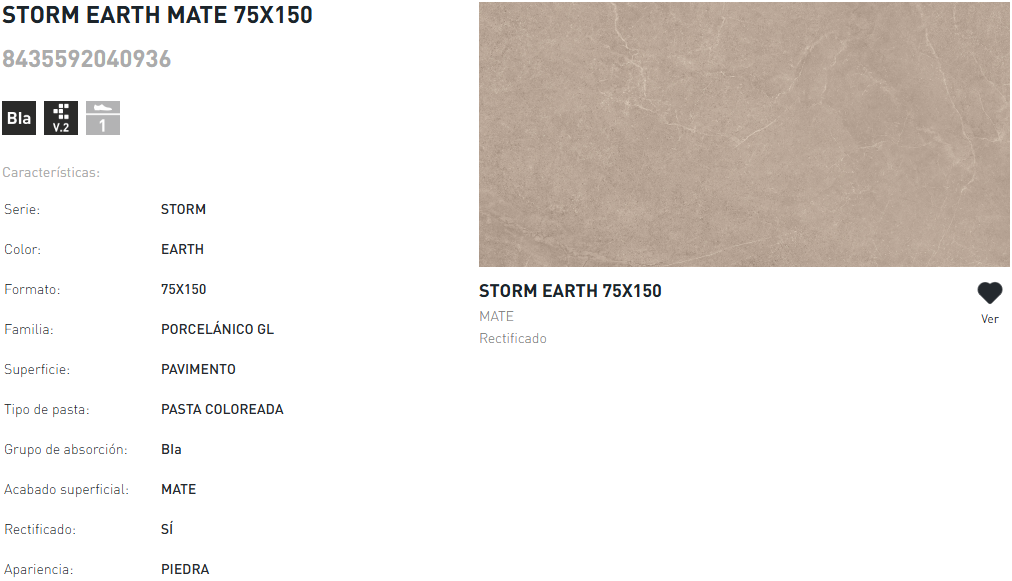 STORM EARTH MATE 75X150
8435592040936
BIa
V.2
1
Características:
Serie: STORM
Color: EARTH
Formato: 75X150
Familia: PORCELÁNICO GL
Superficie: PAVIMENTO
Tipo de pasta: PASTA COLOREADA
Grupo de absorción: BIa
Acabado superficial: MATE
Rectificado: SÍ
Apariencia: PIEDRA
STORM EARTH 75X150
MATE
Rectificado
Ver